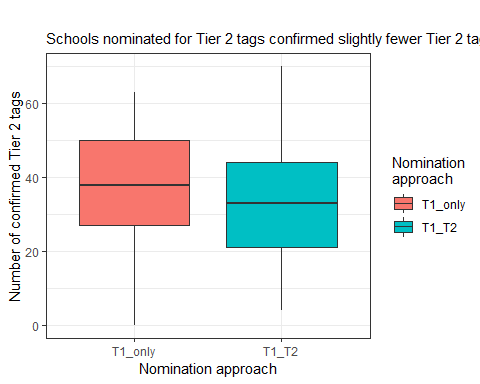 Schools nominated for Tier 2 tags confirmed slightly fewer Tier 2 ta
Number of confirmed Tier 2 tags
60
40
20
0
T1_only
T1_T2
Nomination approach
Nomination
approach
T1_only
T1_T2